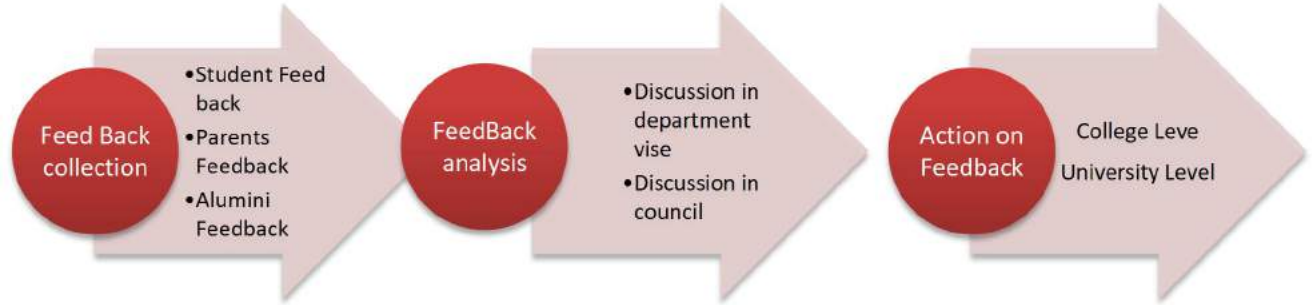 Feed Back
collection
•Student Feed
back
•Parents
Feedback
•Alumini
Feedback
FeedBack
analysis
•Discussion in
department
vise
•Discussion in
council
Action on
Feedback
College Leve
University Level